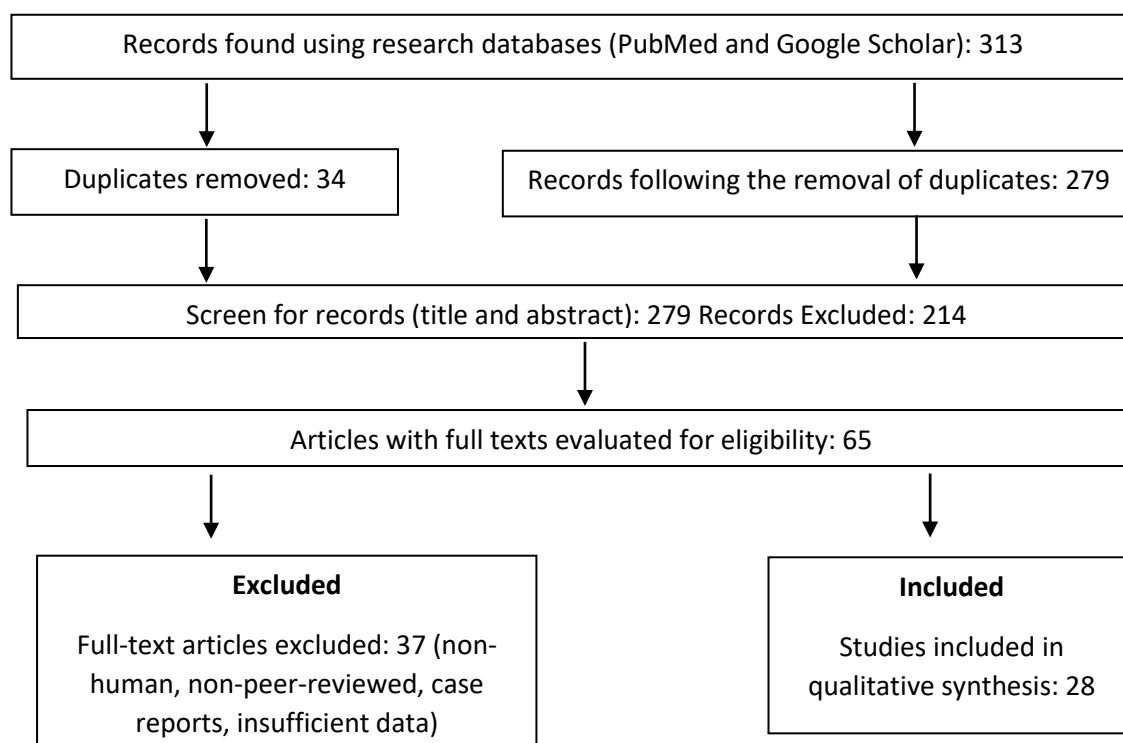 Records found using research databases (PubMed and Google Scholar): 313
Duplicates removed: 34
Records following the removal of duplicates: 279
Screen for records (title and abstract): 279 Records Excluded: 214
Articles with full texts evaluated for eligibility: 65
Excluded
Full-text articles excluded: 37 (non-
human, non-peer-reviewed, case
reports, insufficient data)
Included
Studies included in
qualitative synthesis: 28